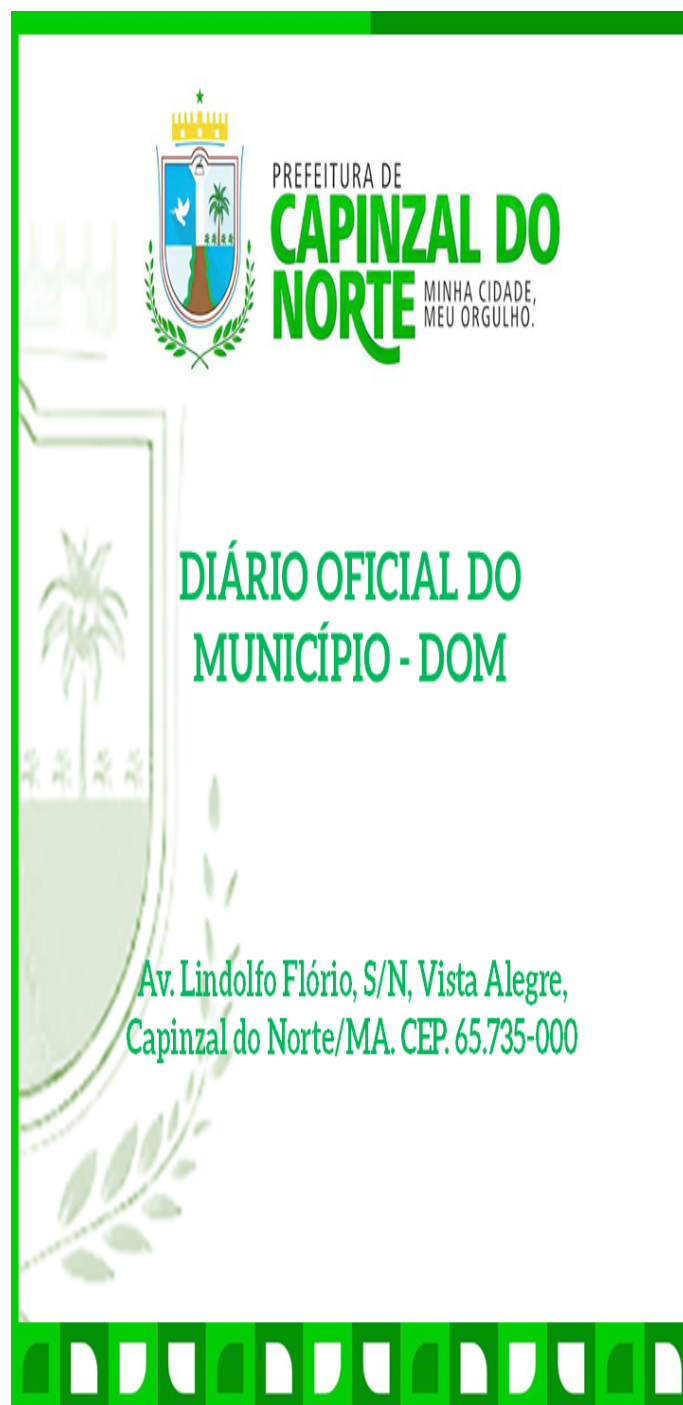 PREFEITURA DE
CAPINZAL DO
NORTE MINHA CIDADE,
MEU ORGULHO.
DIÁRIO OFICIAL DO
MUNICÍPIO - DOM
Av. Lindolfo Flório, S/N, Vista Alegre,
Capinzal do Norte/MA. CEP. 65.735-000